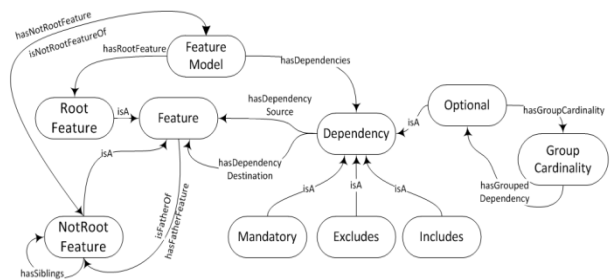 hasNotRootFeatureOf
isNotRootFeatureOf
hasRootFeature
Feature
Model
hasDependencies
Root
Feature
isA
Feature
hasDependency
Source
Dependency
isA
Optional
hasGroupCardinality
Group
Cardinality
hasGrouped
Dependency
hasDependency
Destination
isA
isFatherOf
hasFatherFeature
isA
isA
isA
NotRoot
Feature
hasSiblings
Mandatory
Excludes
Includes